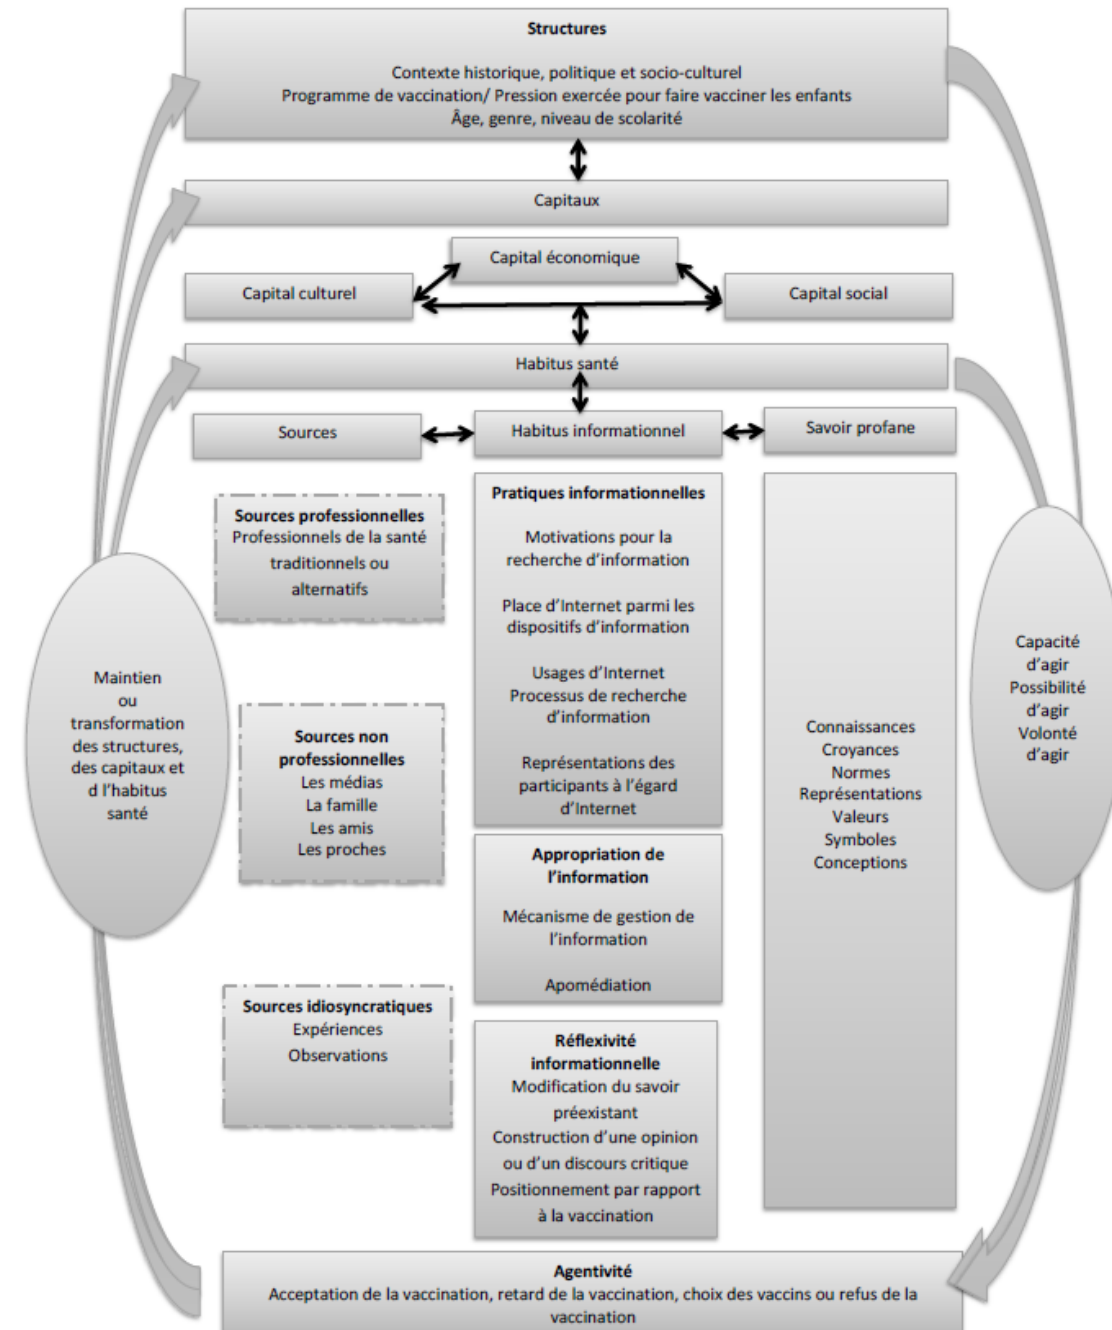 Structures
Contexte historique, politique et socio-culturel
Programme de vaccination/ Pression exercée pour faire vacciner les enfants
Âge, genre, niveau de scolarité
Capitaux
Capital économique
Capital culturel
Capital social
Habitus santé
Sources
Habitus informationnel
Savoir profane
Sources professionnelles
Professionnels de la santé
traditionnels ou
alternatifs
Sources non
professionnelles
Les médias
La famille
Les amis
Les proches
Sources idiosyncratiques
Expériences
Observations
Pratiques informationnelles
Motivations pour la
recherche d'information
Place d'Internet parmi les
dispositifs d'information
Usages d'Internet
Processus de recherche
d'information
Représentations des
participants à l'égard
d'Internet
Appropriation de
l'information
Mécanisme de gestion de
l'information
Apomédiation
Réflexivité
informationnelle
Modification du savoir
préexistant
Construction d'une opinion
ou d'un discours critique
Positionnement par rapport
à la vaccination
Connaissances
Croyances
Normes
Représentations
Valeurs
Symboles
Conceptions
Maintien
ou
transformation
des structures,
des capitaux et
d l'habitus
santé
Capacité
d'agir
Possibilité
d'agir
Volonté
d'agir
Agentivité
Acceptation de la vaccination, retard de la vaccination, choix des vaccins ou refus de la
vaccination